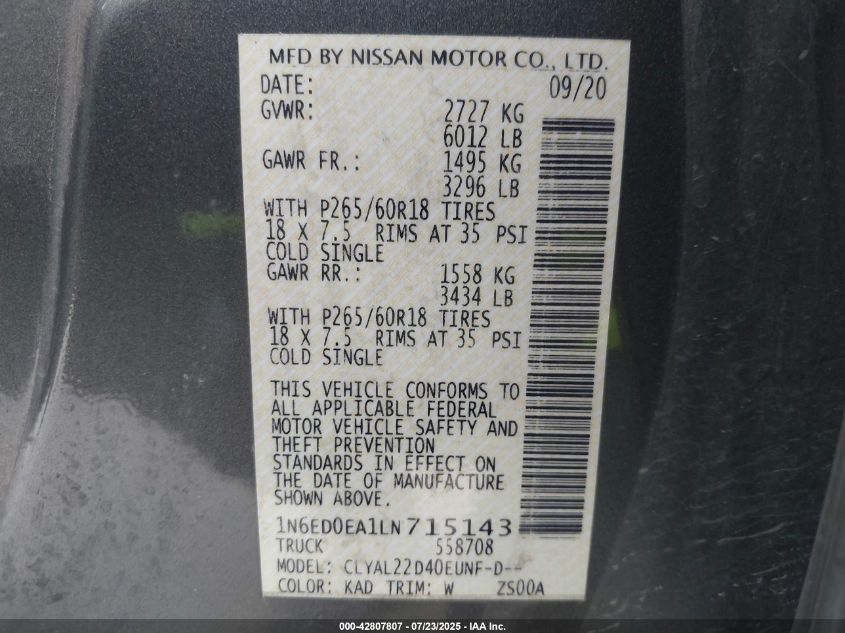 MFD BY NISSAN MOTOR CO., LTD.
DATE: 09/20
GVWR: 2727 KG
6012 LB
GAWR FR.: 1495 KG
3296 LB
WITH P265/60R18 TIRES
18 X 7.5 RIMS AT 35 PSI
COLD SINGLE
GAWR RR.: 1558 KG
3434 LB
WITH P265/60R18 TIRES
18 X 7.5 RIMS AT 35 PSI
COLD SINGLE
THIS VEHICLE CONFORMS TO
ALL APPLICABLE FEDERAL
MOTOR VEHICLE SAFETY AND
THEFT PREVENTION
STANDARDS IN EFFECT ON
THE DATE OF MANUFACTURE
SHOWN ABOVE.
1N6ED0EA1LN715143
TRUCK 558708
MODEL: CLYAL22D40EUNF-D--
COLOR: KAD TRIM: W ZS00A
000-42807807 - 07/23/2025 - IAA Inc.